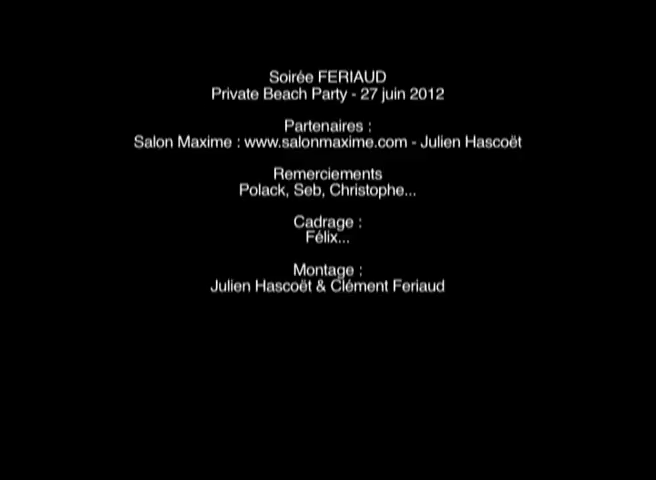 Soirée FERIAUD
Private Beach Party - 27 juin 2012
Partenaires :
Salon Maxime : www.salonmaxime.com - Julien Hascoët
Remerciements
Polack, Seb, Christophe...
Cadrage :
Félix...
Montage :
Julien Hascoët & Clément Feriaud